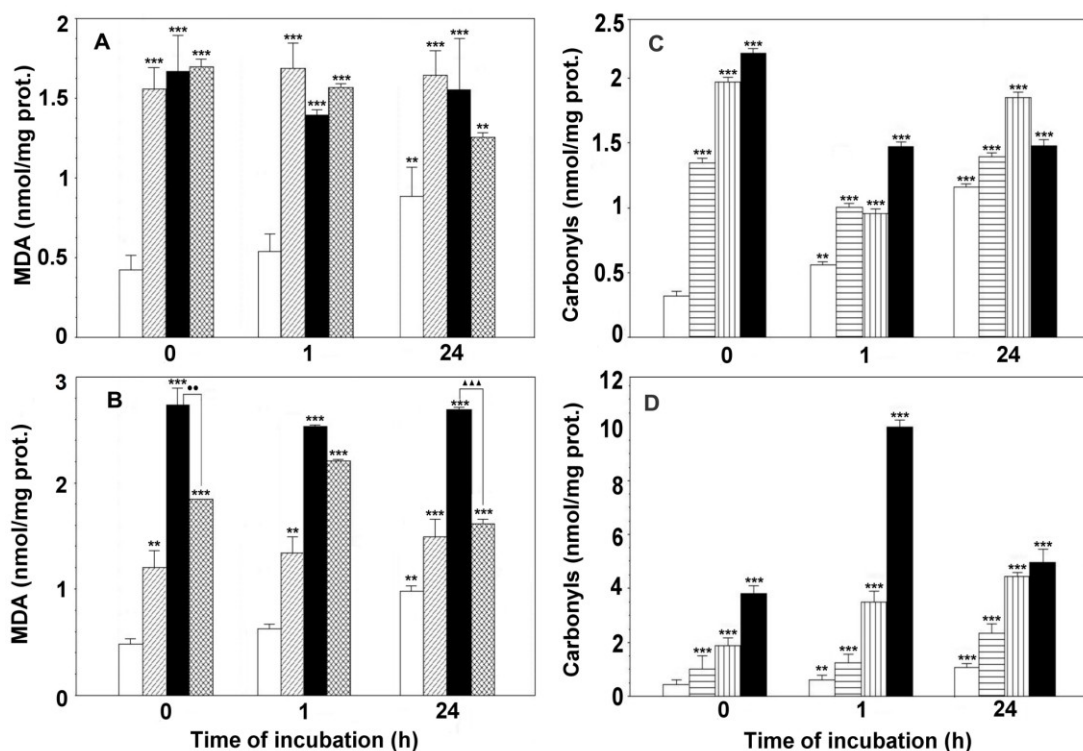 A
MDA (nmol/mg prot.)
2
1.5
1
0.5
0
*** *** ***
*** *** ***
** *** *** **
0 1 24
C
Carbonyls (nmol/mg prot.)
2.5
2
1.5
1
0.5
0
*** *** ***
** *** *** ***
*** *** *** ***
0 1 24
B
MDA (nmol/mg prot.)
3
2
1
0
** *** •• ***
** *** ***
** *** *** ▲▲▲ ***
0 1 24
Time of incubation (h)
D
Carbonyls (nmol/mg prot.)
12
10
8
6
4
2
0
*** *** ***
** *** *** ***
*** *** *** ***
0 1 24
Time of incubation (h)